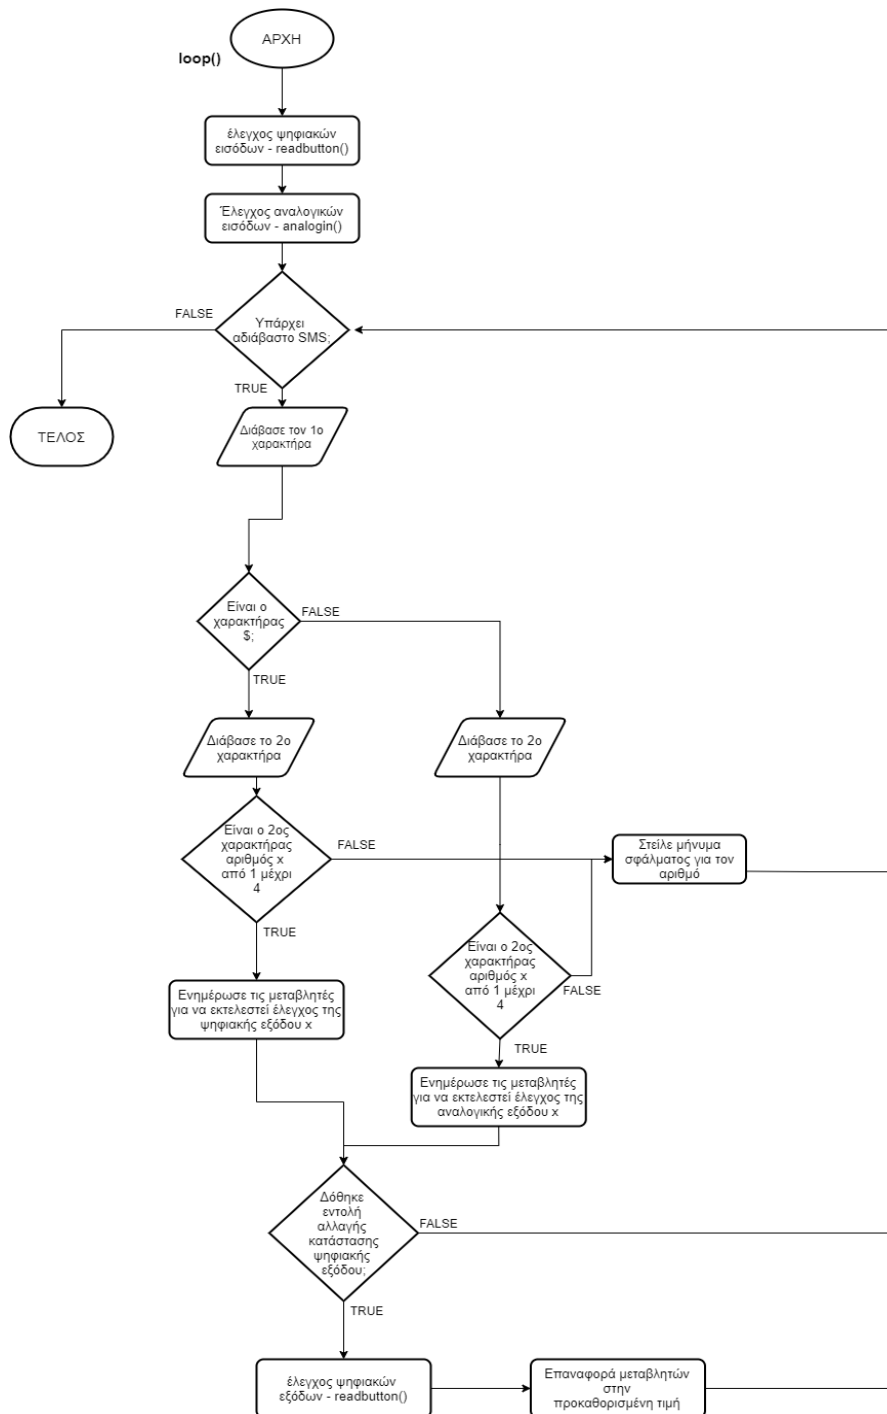 ΑΡΧΗ
loop()
έλεγχος ψηφιακών
εισόδων - readbutton()
Έλεγχος αναλογικών
εισόδων - analogin()
FALSE
Υπάρχει
αδιάβαστο SMS;
TRUE
ΤΕΛΟΣ
Διάβασε τον 1ο
χαρακτήρα
Είναι ο
χαρακτήρας
$;
FALSE
TRUE
Διάβασε το 2ο
χαρακτήρα
Διάβασε το 2ο
χαρακτήρα
Είναι ο 2ος
χαρακτήρας
αριθμός x
από 1 μέχρι
4
FALSE
TRUE
Στείλε μήνυμα
σφάλματος για τον
αριθμό
Είναι ο 2ος
χαρακτήρας
αριθμός x
από 1 μέχρι
4
FALSE
TRUE
Ενημέρωσε τις μεταβλητές
για να εκτελεστεί έλεγχος της
ψηφιακής εξόδου x
Ενημέρωσε τις μεταβλητές
για να εκτελεστεί έλεγχος της
αναλογικής εξόδου x
Δόθηκε
εντολή
αλλαγής
κατάστασης
ψηφιακής
εξόδου;
FALSE
TRUE
έλεγχος ψηφιακών
εξόδων - readbutton()
Επαναφορά μεταβλητών
στην
προκαθορισμένη τιμή